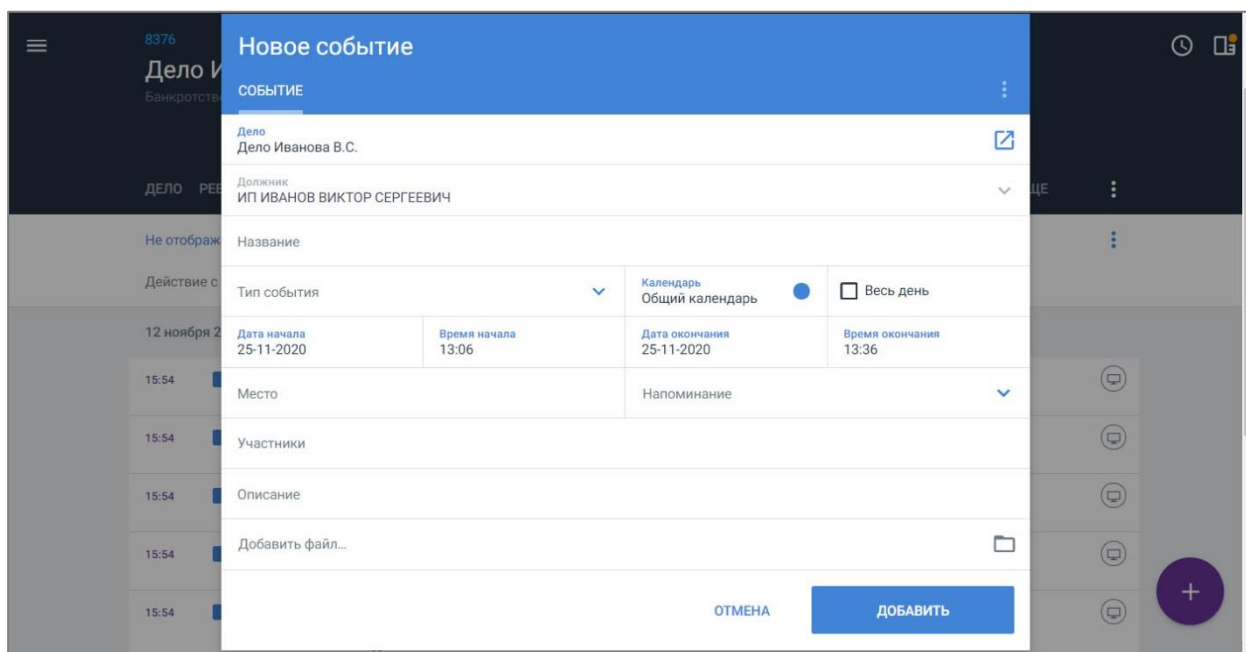 8376
Дело И
Банкротство
ДЕЛО РЕЕ
ЩЕ
Не отображ
Действие с
12 ноября 2
15:54
15:54
15:54
15:54
15:54
Новое событие
СОБЫТИЕ
Дело
Дело Иванова В.С.
Должник
ИП ИВАНОВ ВИКТОР СЕРГЕЕВИЧ
Название
Тип события
Календарь
Общий календарь
Весь день
Дата начала
25-11-2020
Время начала
13:06
Дата окончания
25-11-2020
Время окончания
13:36
Место
Напоминание
Участники
Описание
Добавить файл...
ОТМЕНА
ДОБАВИТЬ